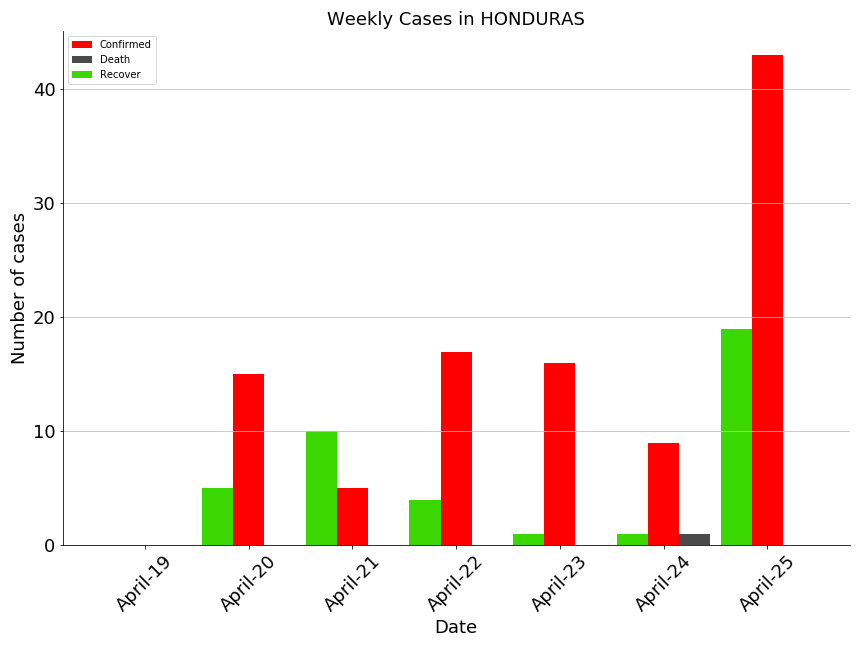 Weekly Cases in HONDURAS
Confirmed
Death
Recover
Number of cases
40
30
20
10
0
April-19
April-20
April-21
April-22
April-23
April-24
April-25
Date